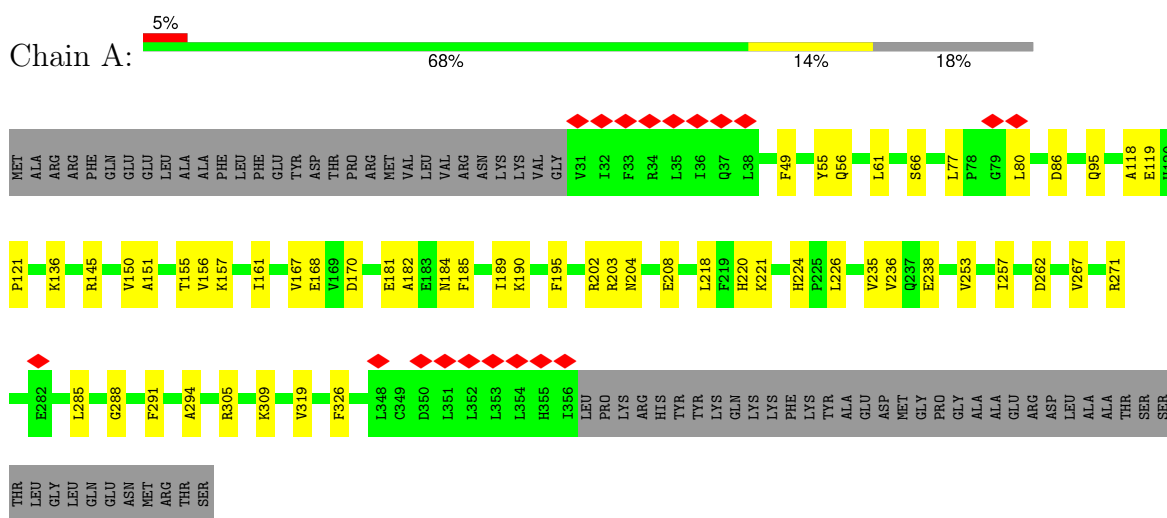 5%
Chain A:
68% 14% 18%
MET ALA ARG ARG PHE GLN GLU GLU LEU ALA ALA PHE LEU PHE GLU TYR ASP THR PRO ARG MET VAL LEU VAL ARG ASN LYS LYS VAL GLY V31 I32 F33 R34 L35 I36 Q37 L38 F49 Y55 Q56 L61 S66 L77 P78 G79 L80 D86 Q95 A118 E119
P121 K136 R145 V150 A151 T155 V156 K157 I161 V167 E168 V169 D170 E181 A182 E183 N184 F185 I189 K190 F195 R202 R203 N204 E208 L218 F219 H220 K221 H224 P225 L226 V235 V236 Q237 E238 V253 I257 D262 V267 R271
E282 L285 G288 F291 A294 R305 K309 V319 F326 L348 C349 D350 L351 L352 L353 L354 H355 I356 LEU PRO LYS ARG HIS TYR TYR LYS GLN LYS LYS PHE LYS TYR ALA GLU ASP MET GLY PRO GLY ALA ALA GLU ARG ASP LEU ALA ALA THR SER SER
THR LEU GLY LEU GLN GLU ASN MET ARG THR SER